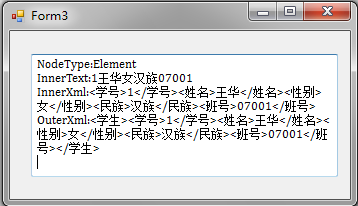 Form3
NodeType:Element
InnerText:1王华女汉族07001
InnerXml:<学号>1</学号><姓名>王华</姓名><性别>
女</性别><民族>汉族</民族><班号>07001</班号>
OuterXml:<学生><学号>1</学号><姓名>王华</姓名><
性别>女</性别><民族>汉族</民族><班号>07001</班
号></学生>